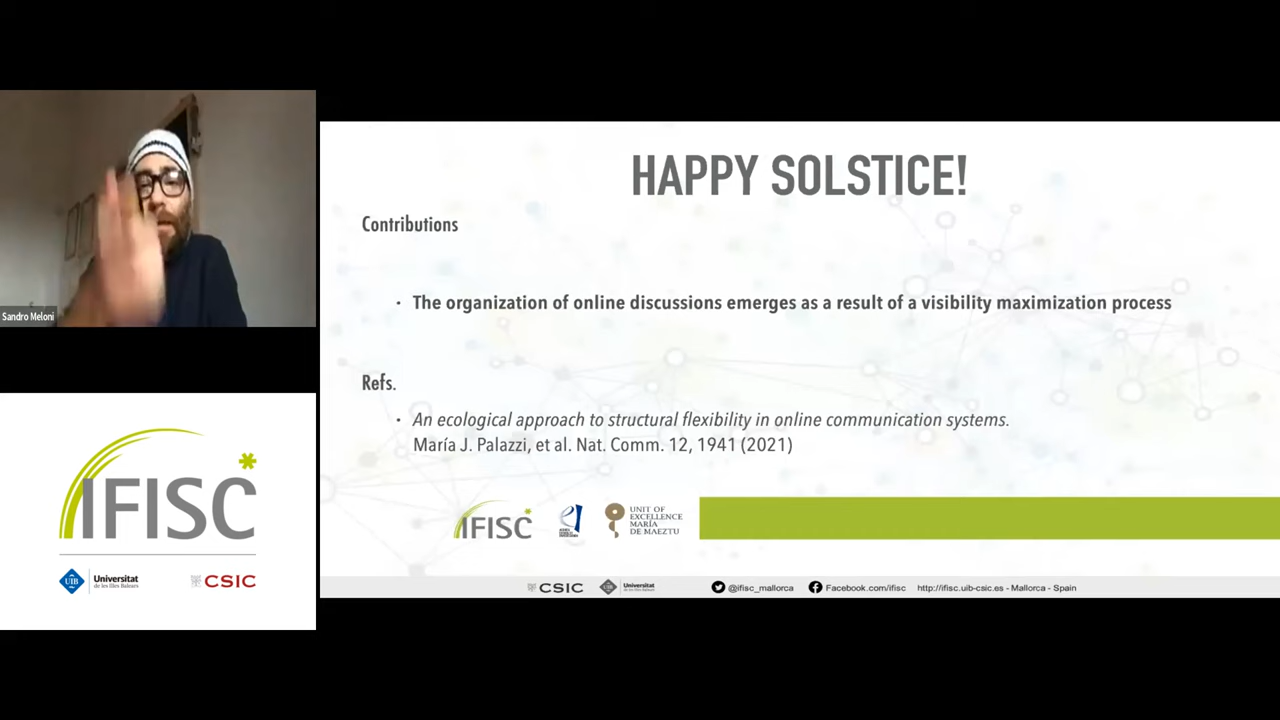 Sandro Meloni
IFISC
UIB
Universitat
de les Illes Balears
CSIC
HAPPY SOLSTICE!
Contributions
· The organization of online discussions emerges as a result of a visibility maximization process
Refs.
· An ecological approach to structural flexibility in online communication systems.
María J. Palazzi, et al. Nat. Comm. 12, 1941 (2021)
IFISC
UNIT OF
EXCELLENCE
MARÍA
DE MAEZTU
CSIC
Universitat
@ifisc_mallorca
Facebook.com/ifisc
http://ifisc.uib-csic.es - Mallorca - Spain